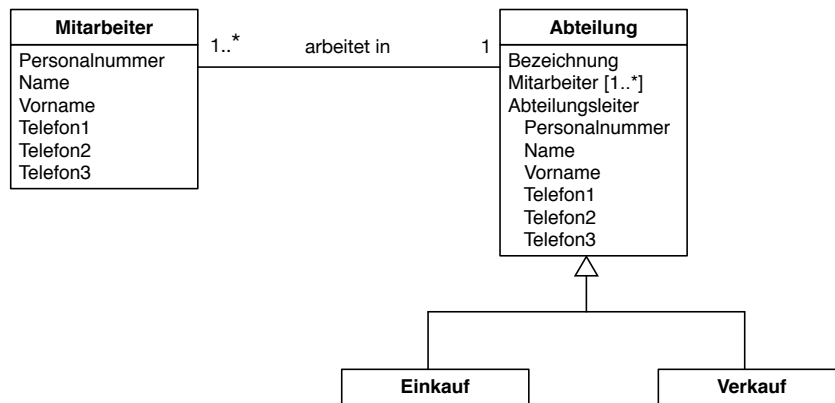 Mitarbeiter
Personalnummer
Name
Vorname
Telefon1
Telefon2
Telefon3
1..* arbeitet in 1
Abteilung
Bezeichnung
Mitarbeiter [1..*]
Abteilungsleiter
Personalnummer
Name
Vorname
Telefon1
Telefon2
Telefon3
Einkauf
Verkauf